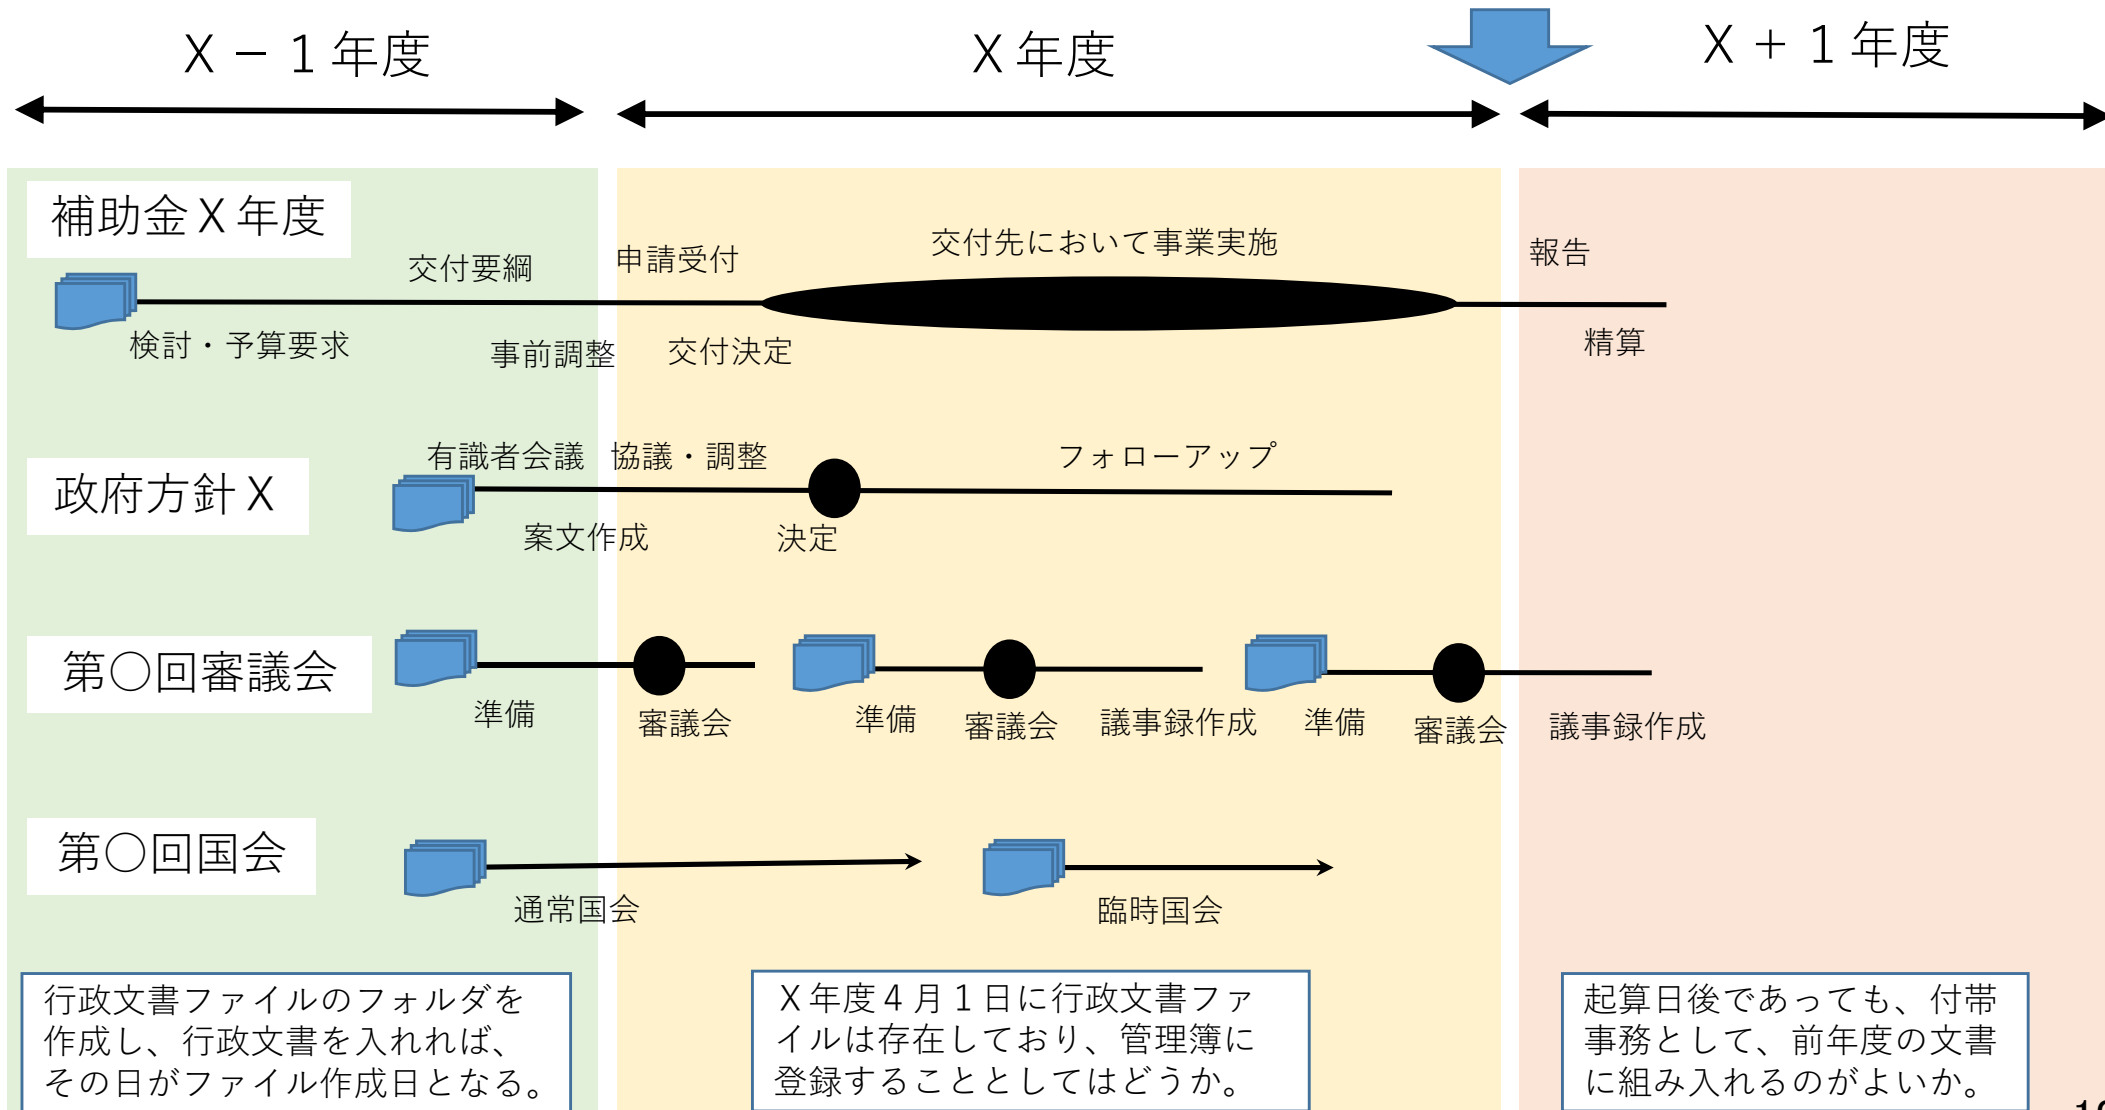 X－1年度
X年度
X＋1年度
補助金X年度
交付要綱
申請受付
交付先において事業実施
報告
検討・予算要求
事前調整
交付決定
精算
有識者会議
協議・調整
フォローアップ
政府方針X
案文作成
決定
第○回審議会
準備
審議会
準備
審議会
議事録作成
準備
審議会
議事録作成
第○回国会
通常国会
臨時国会
行政文書ファイルのフォルダを
作成し、行政文書を入れれば、
その日がファイル作成日となる。
X年度4月1日に行政文書ファ
イルは存在しており、管理簿に
登録することとしてはどうか。
起算日後であっても、付帯
事務として、前年度の文書
に組み入れるのがよいか。